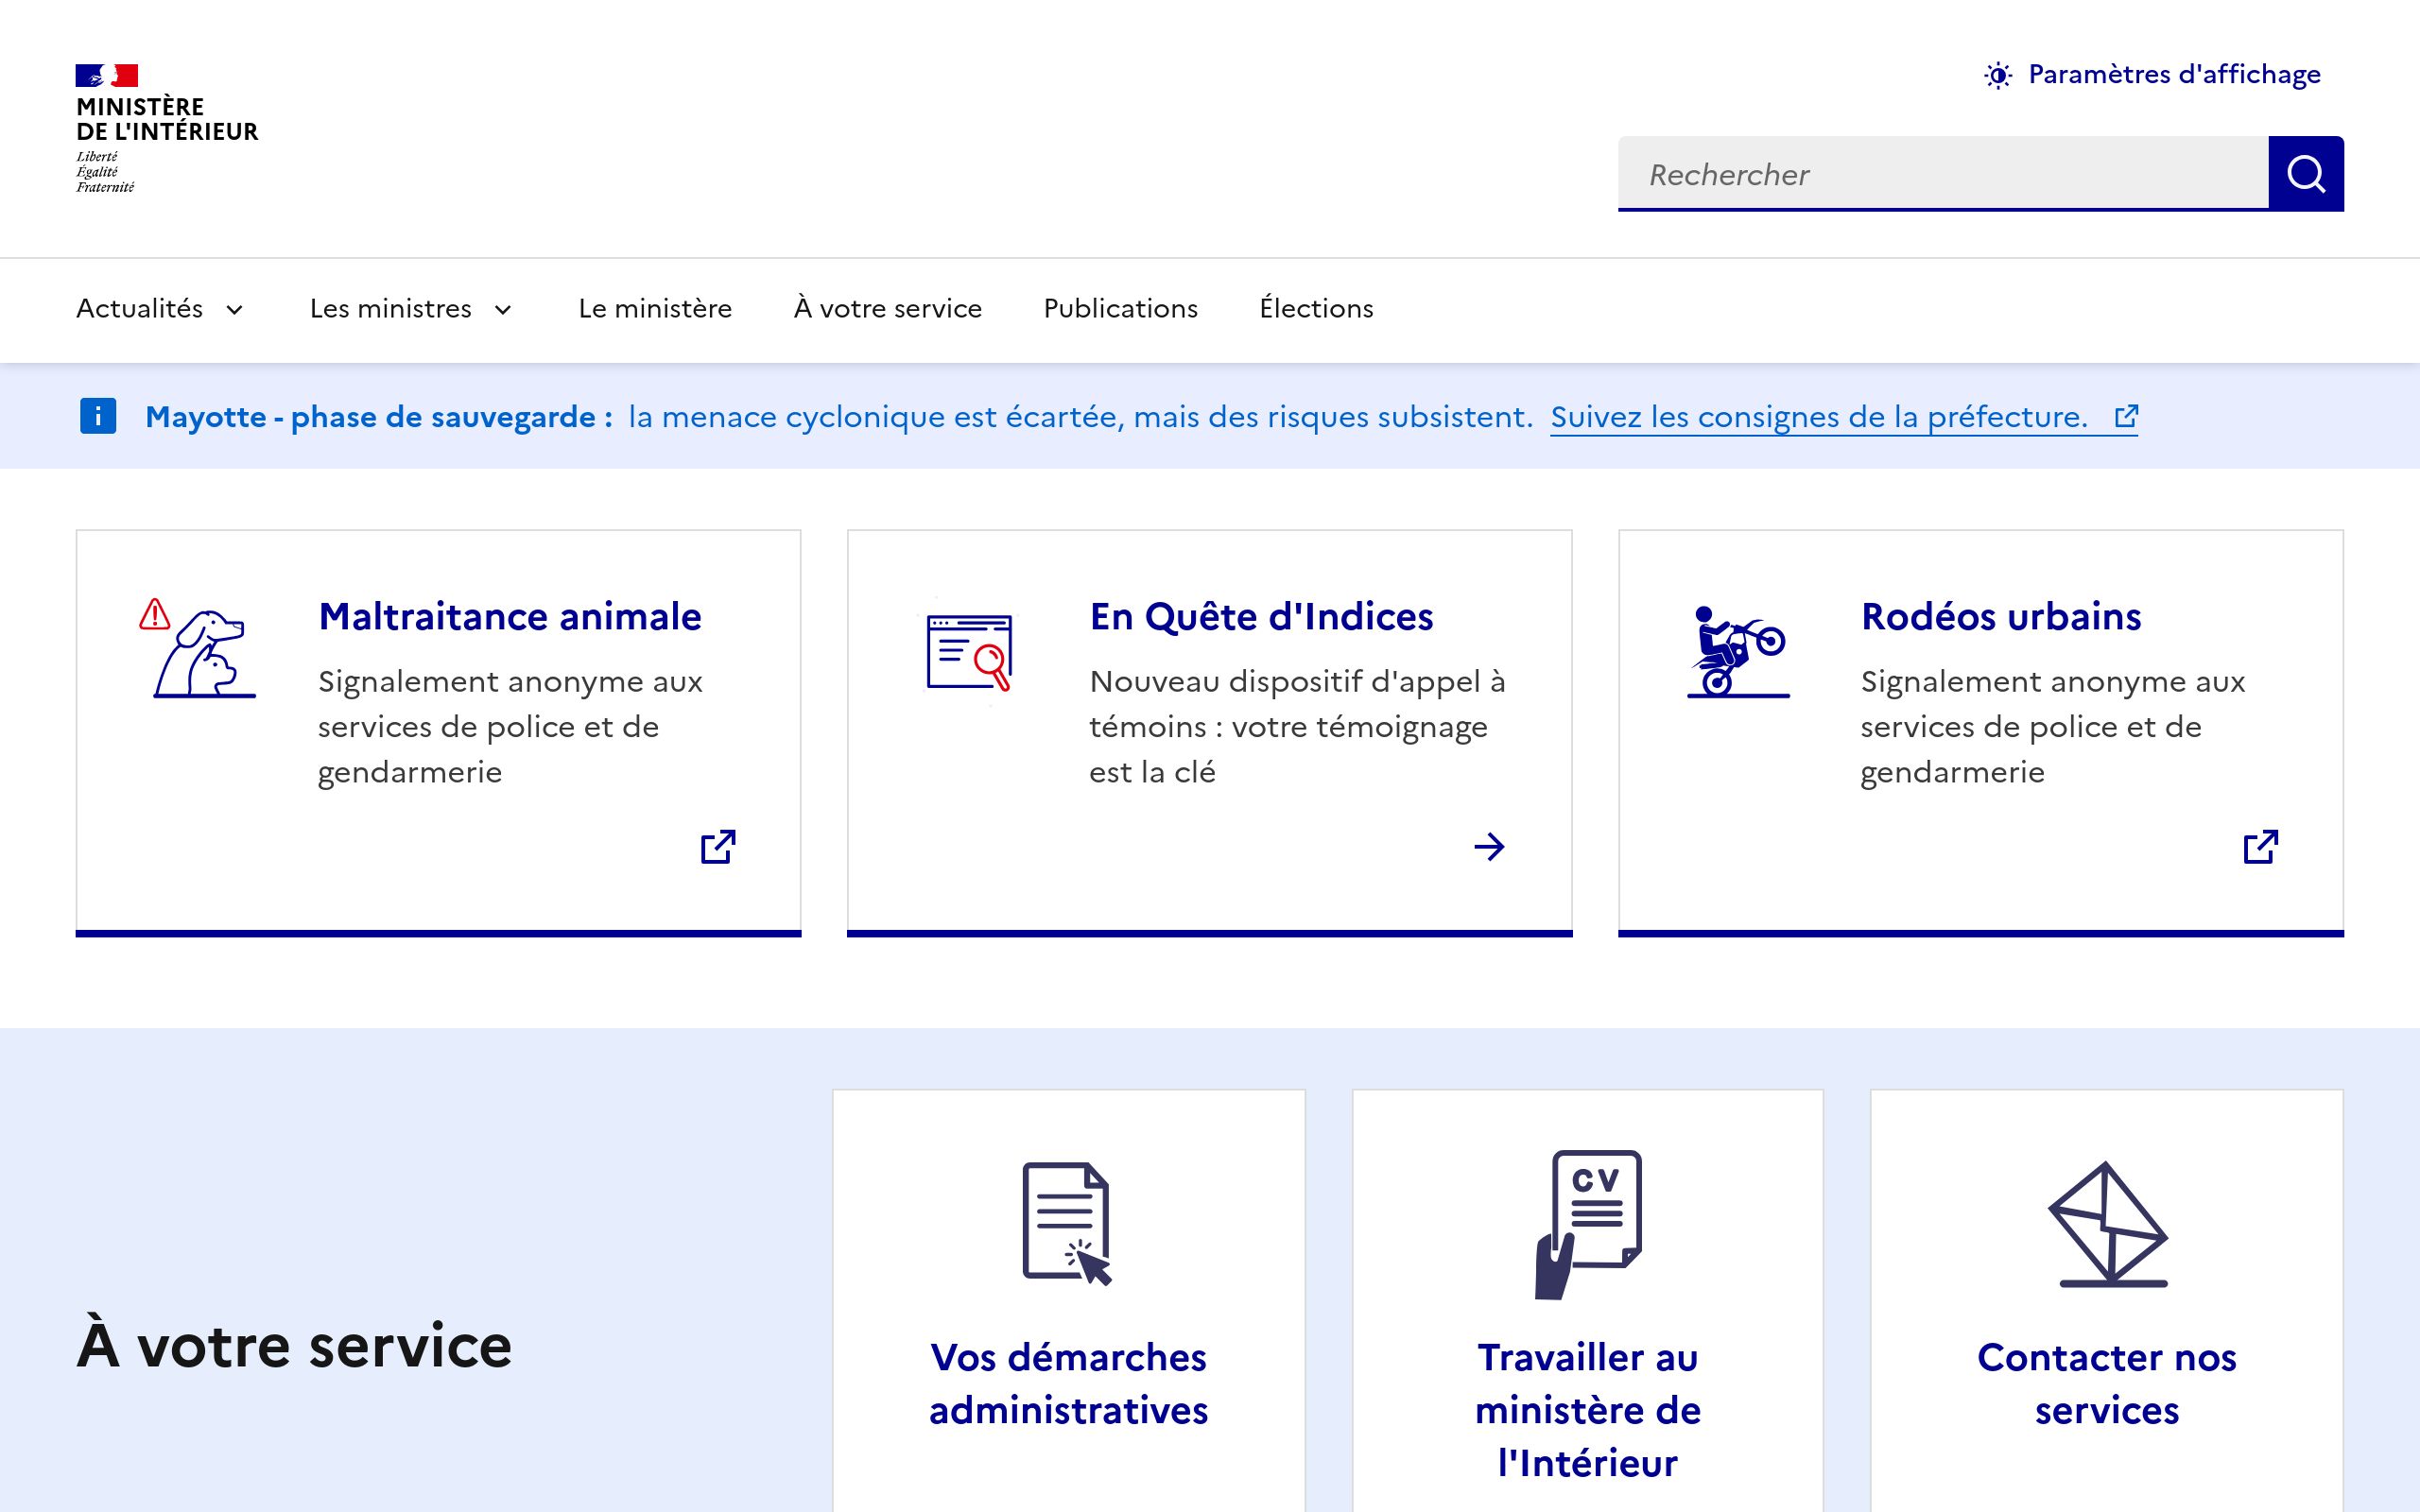 MINISTÈRE
DE L'INTÉRIEUR
Liberté
Égalité
Fraternité
Paramètres d'affichage
Rechercher
Actualités Les ministres Le ministère À votre service Publications Élections
Mayotte - phase de sauvegarde : la menace cyclonique est écartée, mais des risques subsistent. Suivez les consignes de la préfecture.
Maltraitance animale
Signalement anonyme aux
services de police et de
gendarmerie
En Quête d'Indices
Nouveau dispositif d'appel à
témoins : votre témoignage
est la clé
Rodéos urbains
Signalement anonyme aux
services de police et de
gendarmerie
À votre service
Vos démarches
administratives
CV
Travailler au
ministère de
l'Intérieur
Contacter nos
services